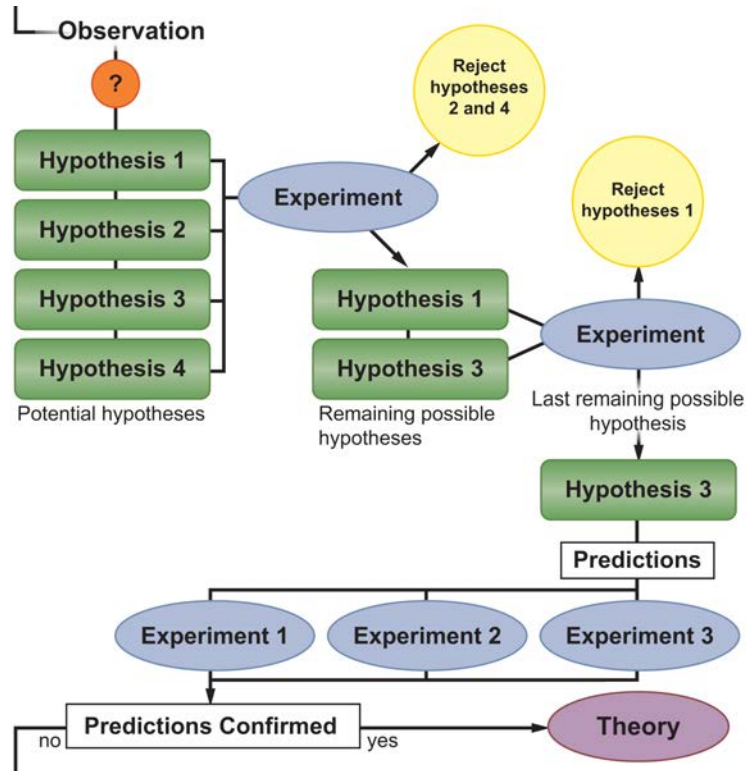 Observation
?
Hypothesis 1
Hypothesis 2
Hypothesis 3
Hypothesis 4
Potential hypotheses
Experiment
Reject
hypotheses
2 and 4
Hypothesis 1
Hypothesis 3
Remaining possible
hypotheses
Experiment
Reject
hypotheses 1
Last remaining possible
hypothesis
Hypothesis 3
Predictions
Experiment 1
Experiment 2
Experiment 3
Predictions Confirmed
no
yes
Theory